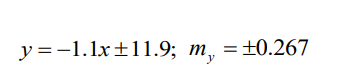 y = −1.1x ± 11.9; m_y = ±0.267